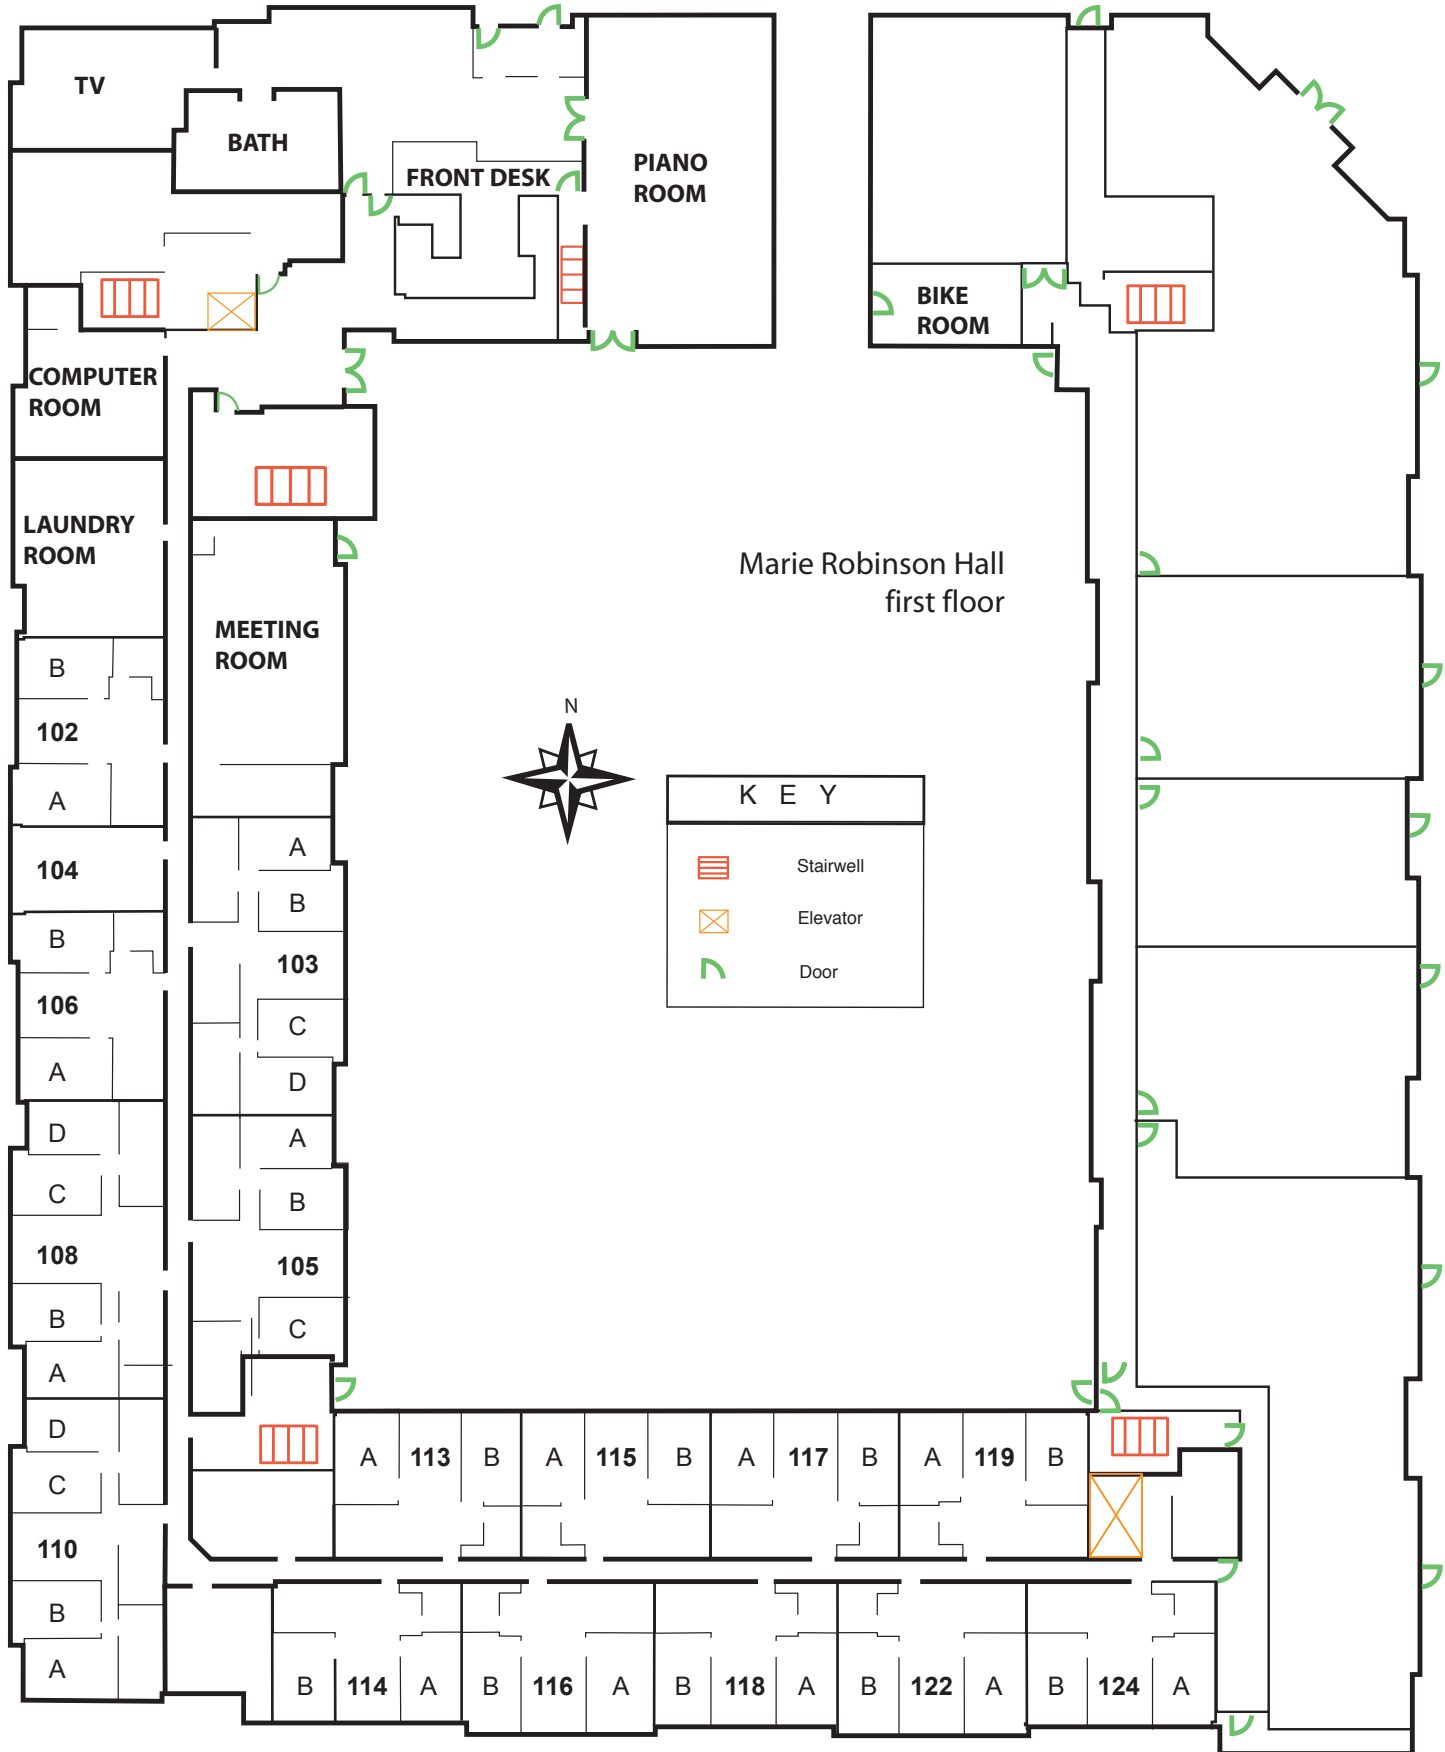 TV
BATH
FRONT DESK
PIANO
ROOM
BIKE
ROOM
COMPUTER
ROOM
LAUNDRY
ROOM
MEETING
ROOM
Marie Robinson Hall
first floor
N
K E Y
Stairwell
Elevator
Door
B
102
A
104
B
106
A
D
C
108
B
A
D
C
110
B
A
A
B
103
C
D
A
B
105
C
A 113 B A 115 B A 117 B A 119 B
B 114 A B 116 A B 118 A B 122 A B 124 A